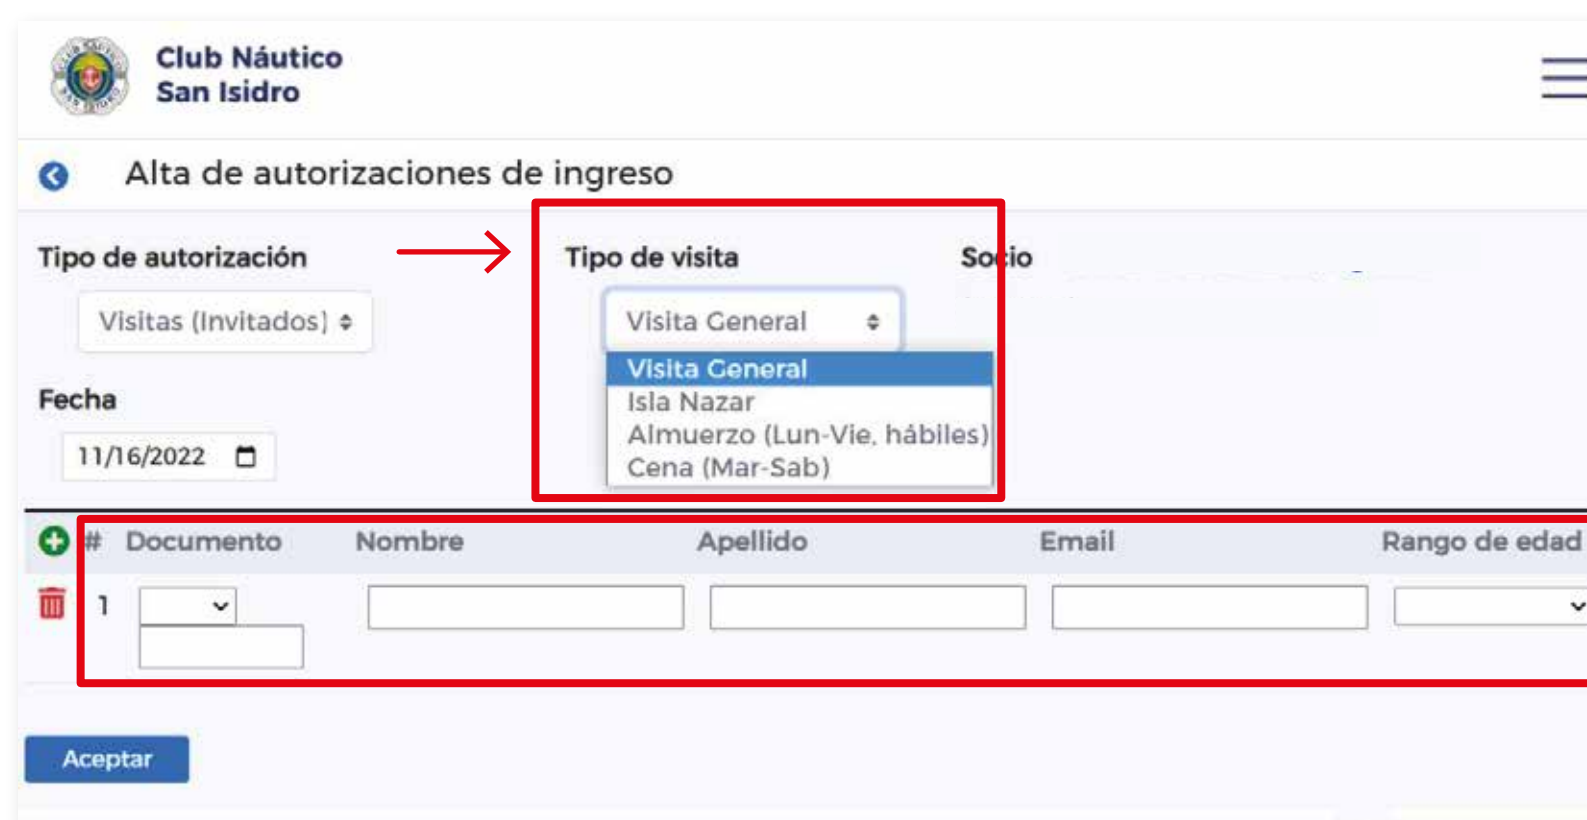 Club Náutico
San Isidro
Alta de autorizaciones de ingreso
Tipo de autorización
Tipo de visita
Socio
Visitas (Invitados)
Visita General
Visita General
Isla Nazar
Almuerzo (Lun-Vie, hábiles)
Cena (Mar-Sab)
Fecha
11/16/2022
# Documento Nombre Apellido Email Rango de edad
1
Aceptar